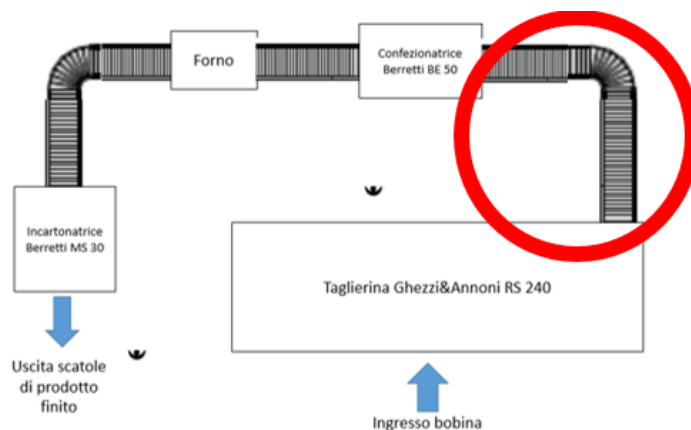 Forno
Confezionatrice
Berretti BE 50
Incartonatrice
Berretti MS 30
Taglierina Ghezzi&Annoni RS 240
Uscita scatole
di prodotto
finito
Ingresso bobina